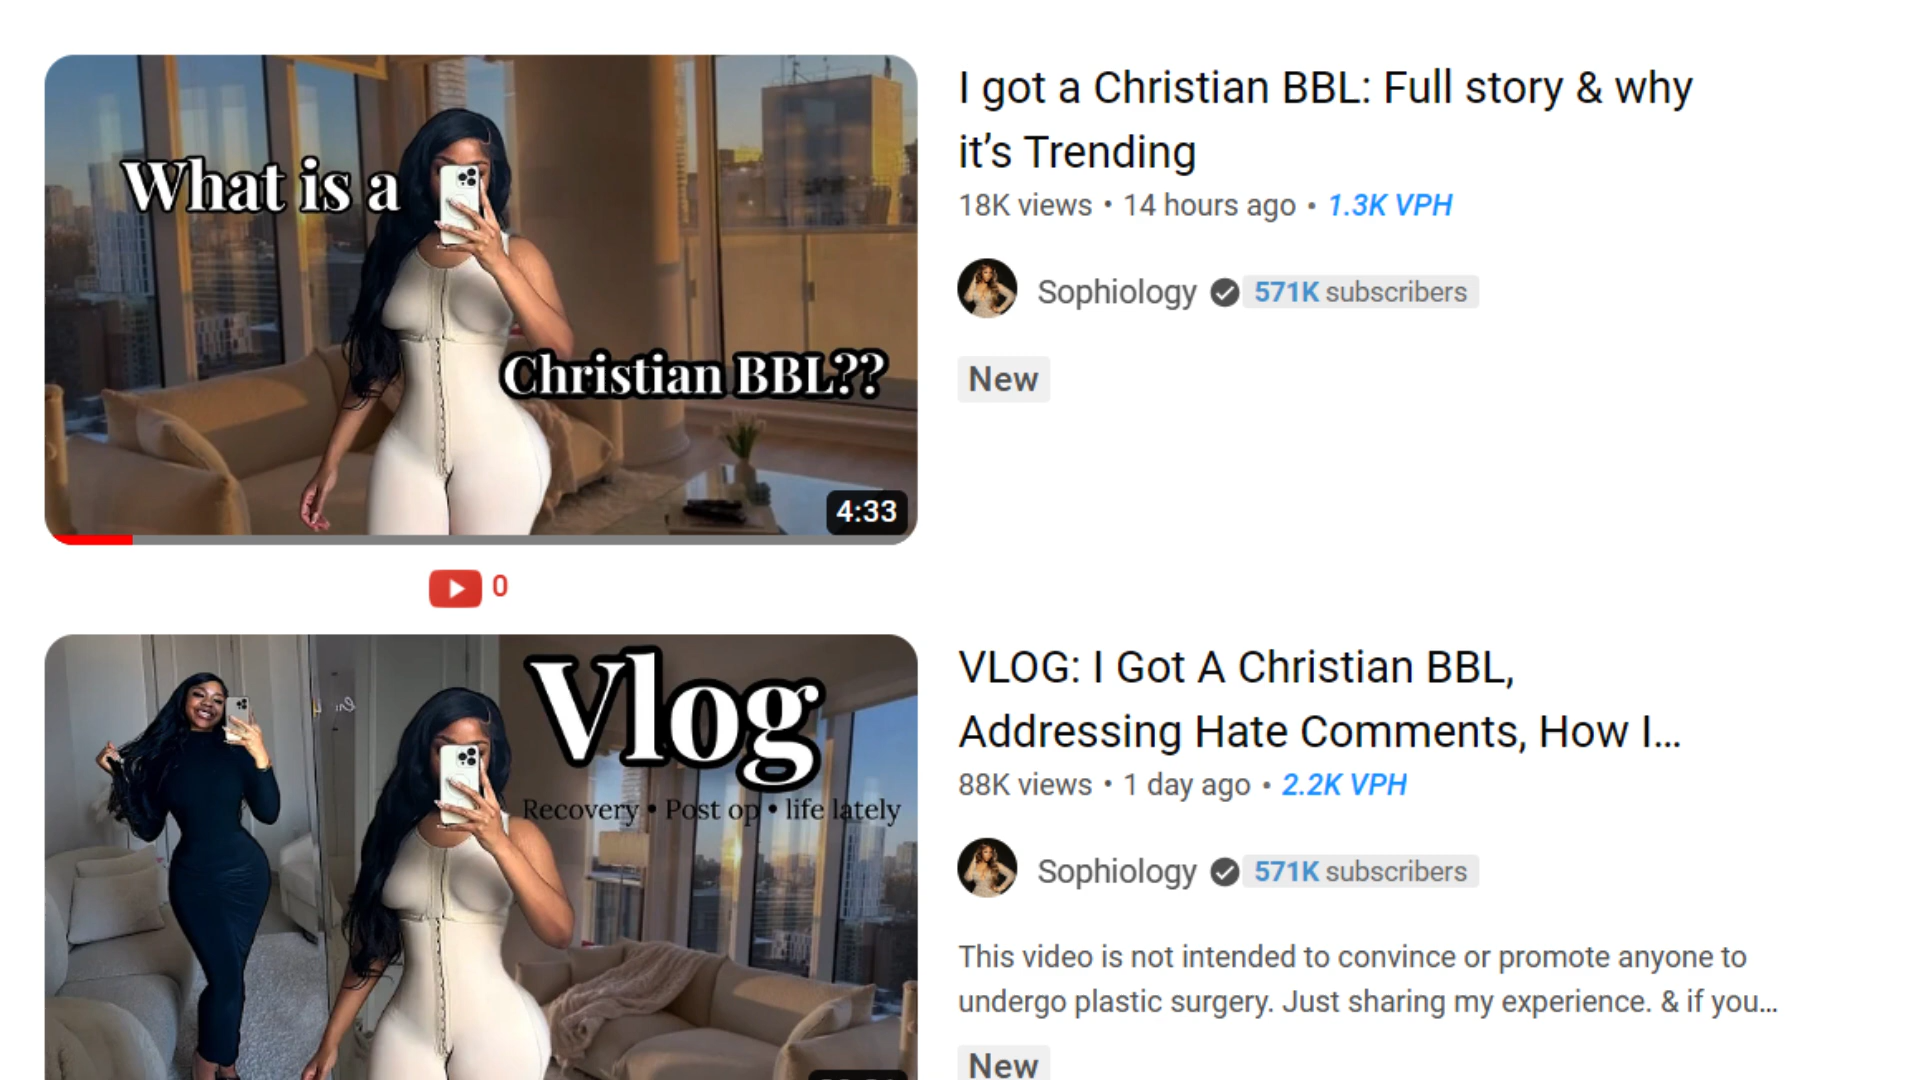 What is a
Christian BBL??
4:33
I got a Christian BBL: Full story & why
it’s Trending
18K views • 14 hours ago • 1.3K VPH
Sophiology 571K subscribers
New
0
Vlog
Recovery • Post op • life lately
VLOG: I Got A Christian BBL,
Addressing Hate Comments, How I...
88K views • 1 day ago • 2.2K VPH
Sophiology 571K subscribers
This video is not intended to convince or promote anyone to
undergo plastic surgery. Just sharing my experience. & if you...
New